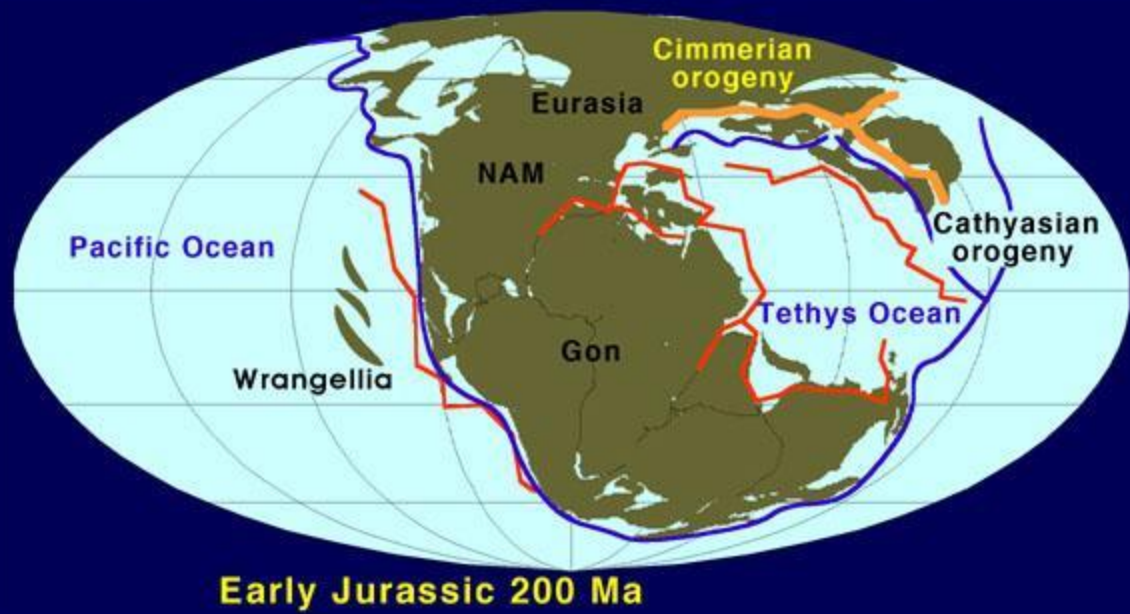 Cimmerian
orogeny
Eurasia
NAM
Cathyasian
orogeny
Pacific Ocean
Tethys Ocean
Gon
Wrangellia
Early Jurassic 200 Ma